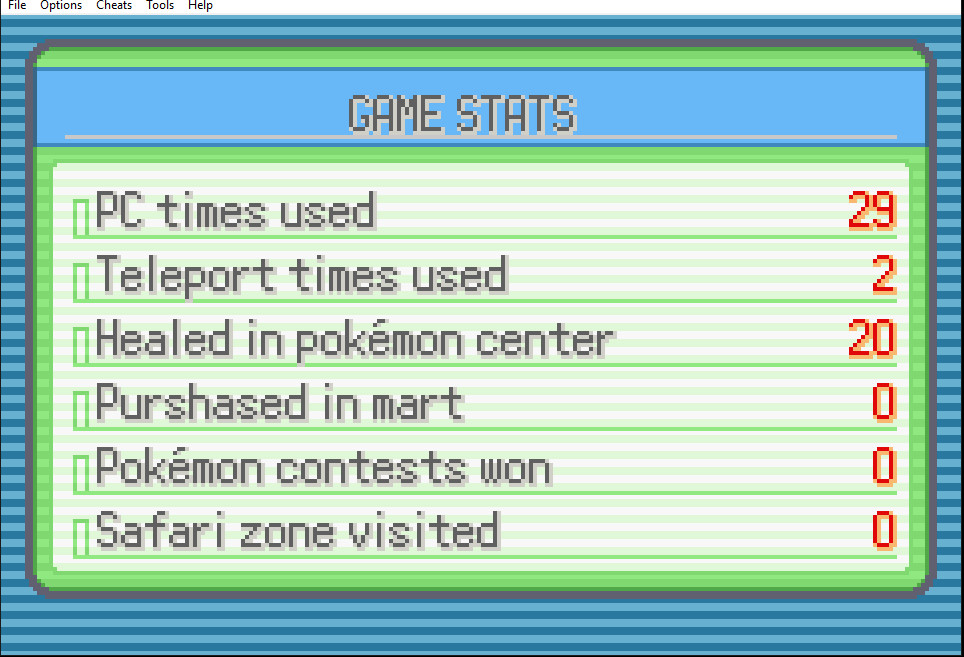 File Options Cheats Tools Help
GAME STATS
PC times used 29
Teleport times used 2
Healed in pokémon center 20
Purshased in mart 0
Pokémon contests won 0
Safari zone visited 0